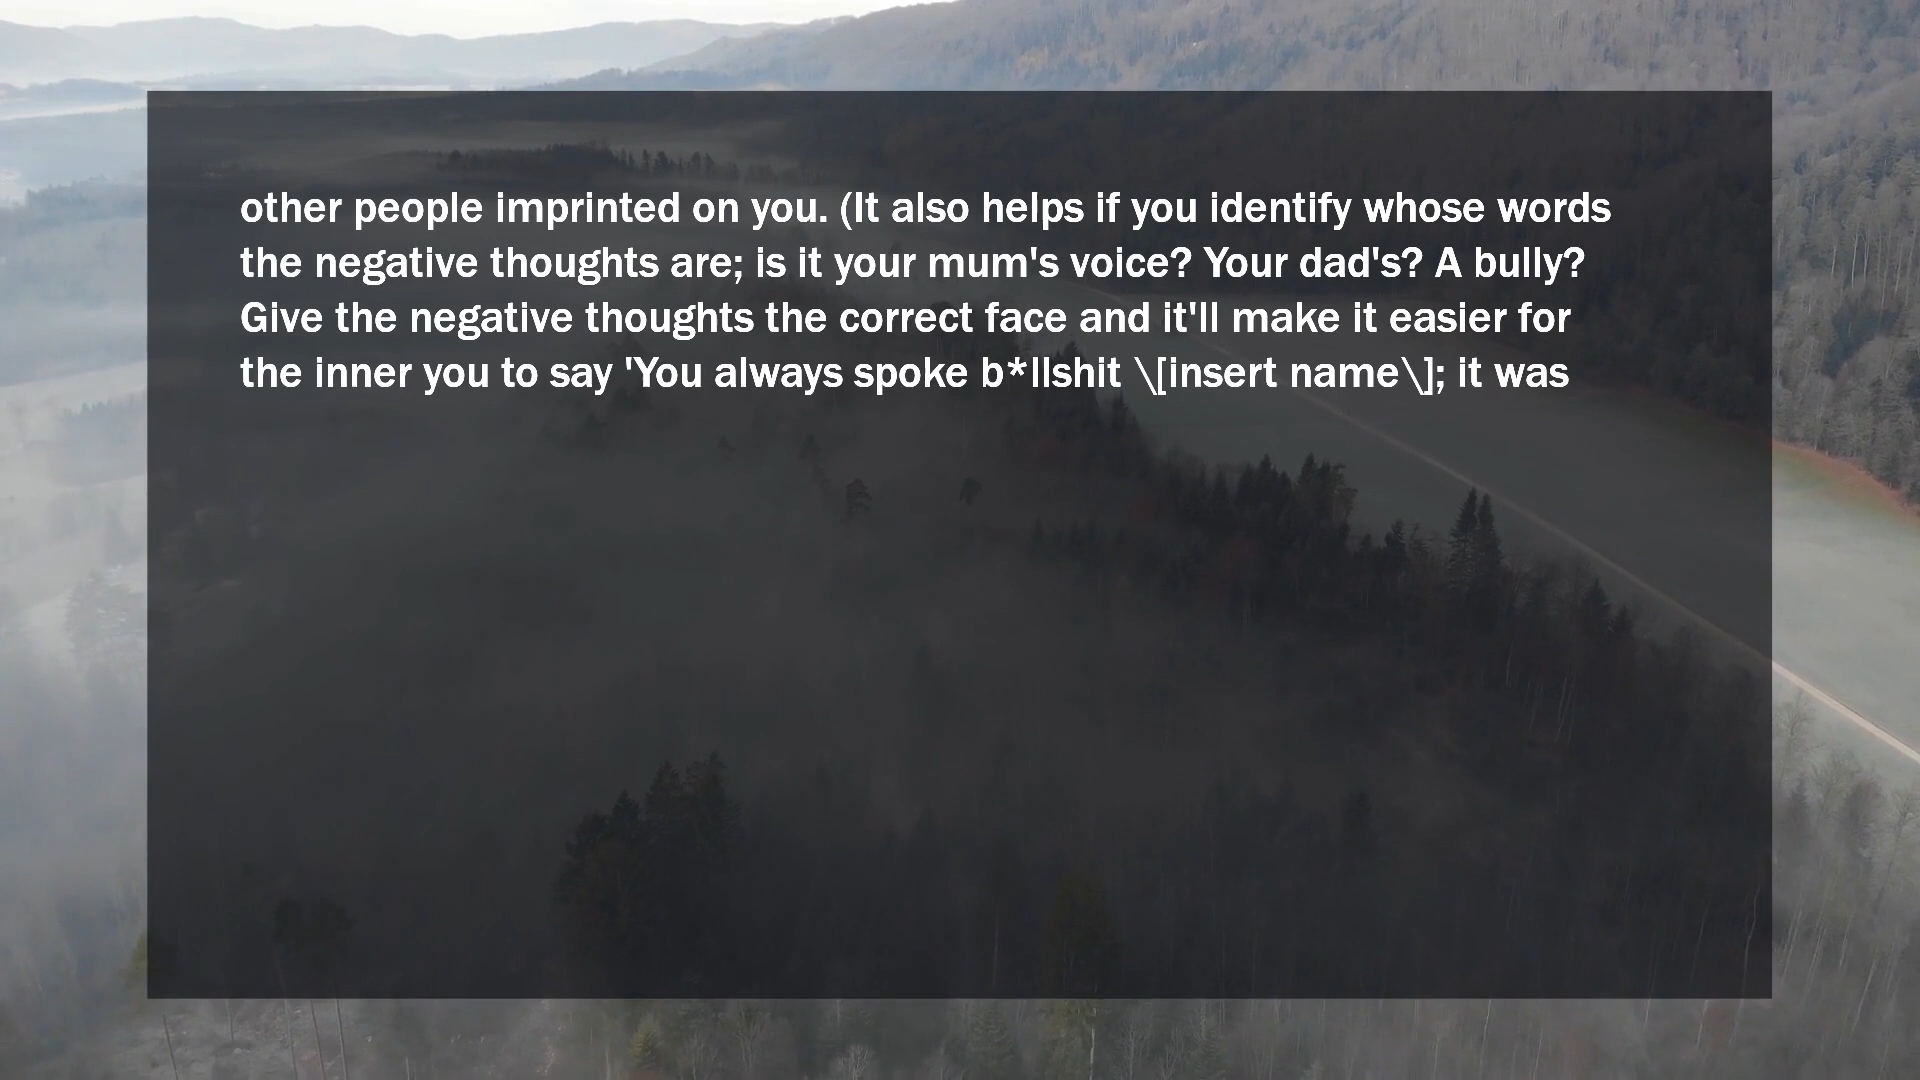 other people imprinted on you. (It also helps if you identify whose words
the negative thoughts are; is it your mum's voice? Your dad's? A bully?
Give the negative thoughts the correct face and it'll make it easier for
the inner you to say 'You always spoke b*llshit \[insert name\]; it was